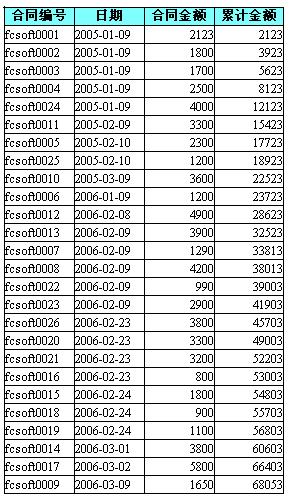 合同编号 日期 合同金额 累计金额
fcsoft0001 2005-01-09 2123 2123
fcsoft0002 2005-01-09 1800 3923
fcsoft0003 2005-01-09 1700 5623
fcsoft0004 2005-01-09 2500 8123
fcsoft0024 2005-01-09 4000 12123
fcsoft0011 2005-02-09 3300 15423
fcsoft0005 2005-02-10 2300 17723
fcsoft0025 2005-02-10 1200 18923
fcsoft0010 2005-03-09 3600 22523
fcsoft0006 2006-01-09 1200 23723
fcsoft0012 2006-02-08 4900 28623
fcsoft0013 2006-02-09 3900 32523
fcsoft0007 2006-02-09 1290 33813
fcsoft0008 2006-02-09 4200 38013
fcsoft0022 2006-02-09 990 39003
fcsoft0023 2006-02-09 2900 41903
fcsoft0026 2006-02-23 3800 45703
fcsoft0020 2006-02-23 3300 49003
fcsoft0021 2006-02-23 3200 52203
fcsoft0016 2006-02-23 800 53003
fcsoft0015 2006-02-24 1800 54803
fcsoft0018 2006-02-24 900 55703
fcsoft0019 2006-02-24 1100 56803
fcsoft0014 2006-03-01 3800 60603
fcsoft0017 2006-03-02 5800 66403
fcsoft0009 2006-03-09 1650 68053